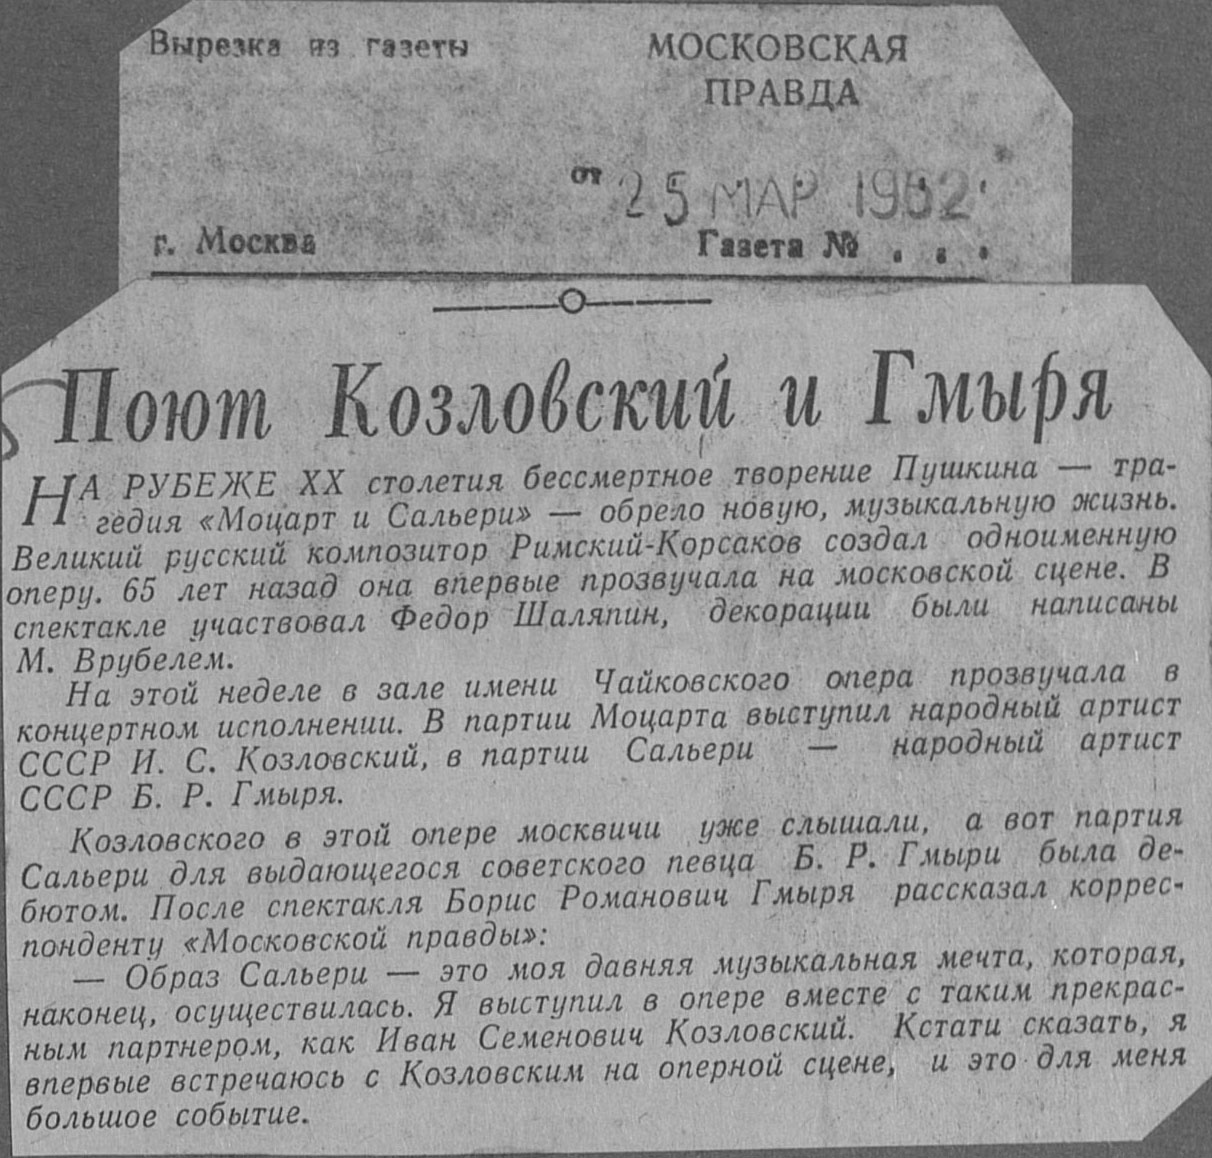 Вырезка из газеты
МОСКОВСКАЯ
ПРАВДА
от 25 МАР 1962
г. Москва
Газета № . . .
Поют Козловский и Гмыря
НА РУБЕЖЕ XX столетия бессмертное творение Пушкина — тра-
гедия «Моцарт и Сальери» — обрело новую, музыкальную жизнь.
Великий русский композитор Римский-Корсаков создал одноименную
оперу. 65 лет назад она впервые прозвучала на московской сцене. В
спектакле участвовал Федор Шаляпин, декорации были написаны
М. Врубелем.
На этой неделе в зале имени Чайковского опера прозвучала в
концертном исполнении. В партии Моцарта выступил народный артист
СССР И. С. Козловский, в партии Сальери — народный артист
СССР Б. Р. Гмыря.
Козловского в этой опере москвичи уже слышали, а вот партия
Сальери для выдающегося советского певца Б. Р. Гмыри была де-
бютом. После спектакля Борис Романович Гмыря рассказал коррес-
понденту «Московской правды»:
— Образ Сальери — это моя давняя музыкальная мечта, которая,
наконец, осуществилась. Я выступил в опере вместе с таким прекрас-
ным партнером, как Иван Семенович Козловский. Кстати сказать, я
впервые встречаюсь с Козловским на оперной сцене, и это для меня
большое событие.